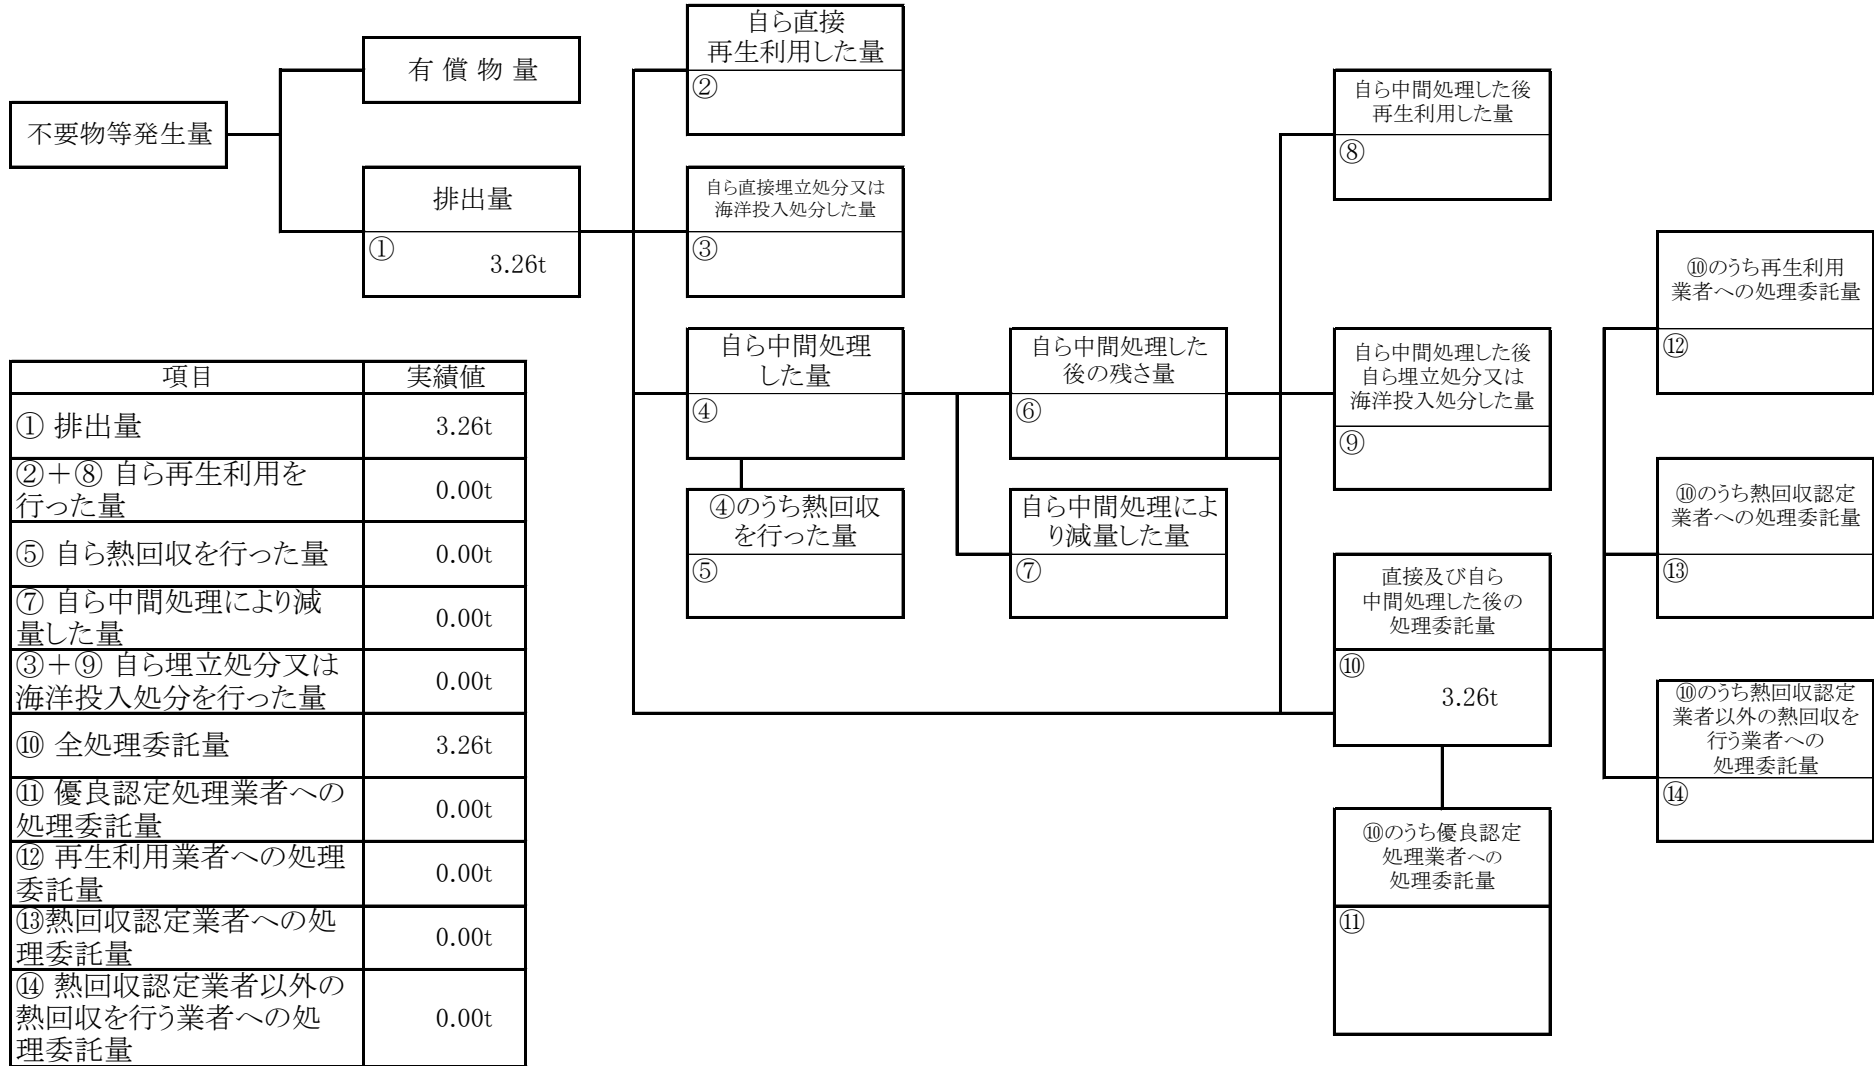 不要物等発生量
有 償 物 量
排出量
①
3.26t
自ら直接
再生利用した量
②
自ら直接埋立処分又は
海洋投入処分した量
③
自ら中間処理
した量
④
④のうち熱回収
を行った量
⑤
自ら中間処理した
後の残さ量
⑥
自ら中間処理によ
り減量した量
⑦
自ら中間処理した後
再生利用した量
⑧
自ら中間処理した後
自ら埋立処分又は
海洋投入処分した量
⑨
直接及び自ら
中間処理した後の
処理委託量
⑩
3.26t
⑩のうち優良認定
処理業者への
処理委託量
⑪
⑩のうち再生利用
業者への処理委託量
⑫
⑩のうち熱回収認定
業者への処理委託量
⑬
⑩のうち熱回収認定
業者以外の熱回収を
行う業者への
処理委託量
⑭
項目 実績値
① 排出量 3.26t
②+⑧ 自ら再生利用を
行った量 0.00t
⑤ 自ら熱回収を行った量 0.00t
⑦ 自ら中間処理により減
量した量 0.00t
③+⑨ 自ら埋立処分又は
海洋投入処分を行った量 0.00t
⑩ 全処理委託量 3.26t
⑪ 優良認定処理業者への
処理委託量 0.00t
⑫ 再生利用業者への処理
委託量 0.00t
⑬熱回収認定業者への処
理委託量 0.00t
⑭ 熱回収認定業者以外の
熱回収を行う業者への処
理委託量 0.00t